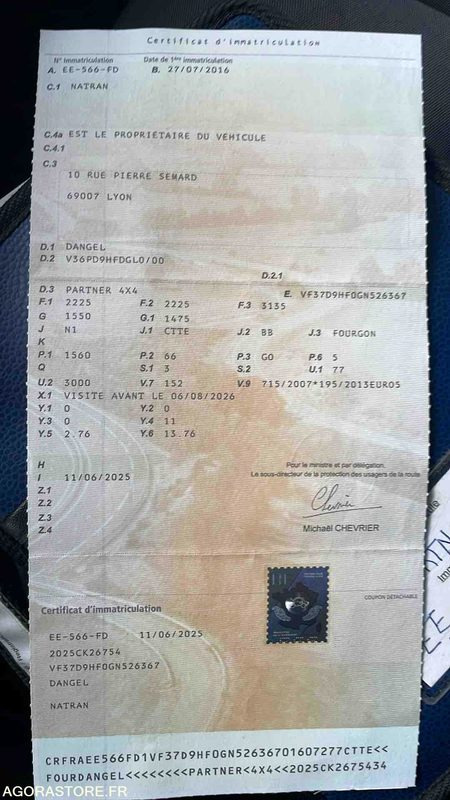 Certificat d'immatriculation
N° Immatriculation Date de 1ère immatriculation
A. EE-566-FD B. 27/07/2016
C.1 NATRAN
C.4a EST LE PROPRIÉTAIRE DU VÉHICULE
C.4.1
C.3
10 RUE PIERRE SEMARD
69007 LYON
D.1 DANGEL
D.2 V36PD9HFDGL0/00
D.2.1
D.3 PARTNER 4X4 E. VF37D9HF0GN526367
F.1 2225 F.2 2225 F.3 3135
G 1550 G.1 1475
J N1 J.1 CTTE J.2 BB J.3 FOURGON
K
P.1 1560 P.2 66 P.3 GO P.6 5
Q S.1 3 S.2 U.1 77
U.2 3000 V.7 152 V.9 715/2007*195/2013EURO5
X.1 VISITE AVANT LE 06/08/2026
Y.1 0 Y.2 0
Y.3 0 Y.4 11
Y.5 2.76 Y.6 13.76
H Pour le ministre et par délégation,
I 11/06/2025 Le sous-directeur de la protection des usagers de la route
Z.1
Z.2
Z.3 Chevrier
Z.4 Michaël CHEVRIER
COUPON DÉTACHABLE
Certificat d'immatriculation
EE-566-FD 11/06/2025
2025CK26754
VF37D9HF0GN526367
DANGEL
NATRAN
CRFRAEE566FD1VF37D9HF0GN52636701607277CTTE<<
FOURDANGEL<<<<<<<<PARTNER<4X4<<2025CK2675434
AGORASTORE.FR
EE